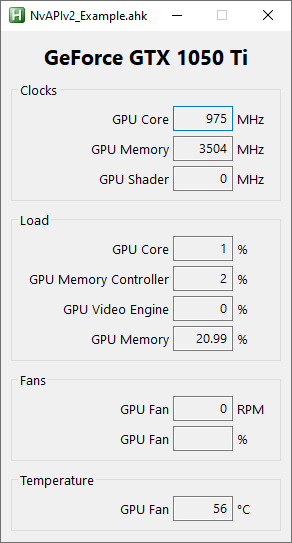 NvAPIv2_Example.ahk
GeForce GTX 1050 Ti
Clocks
GPU Core 975 MHz
GPU Memory 3504 MHz
GPU Shader 0 MHz
Load
GPU Core 1 %
GPU Memory Controller 2 %
GPU Video Engine 0 %
GPU Memory 20.99 %
Fans
GPU Fan 0 RPM
GPU Fan %
Temperature
GPU Fan 56 °C